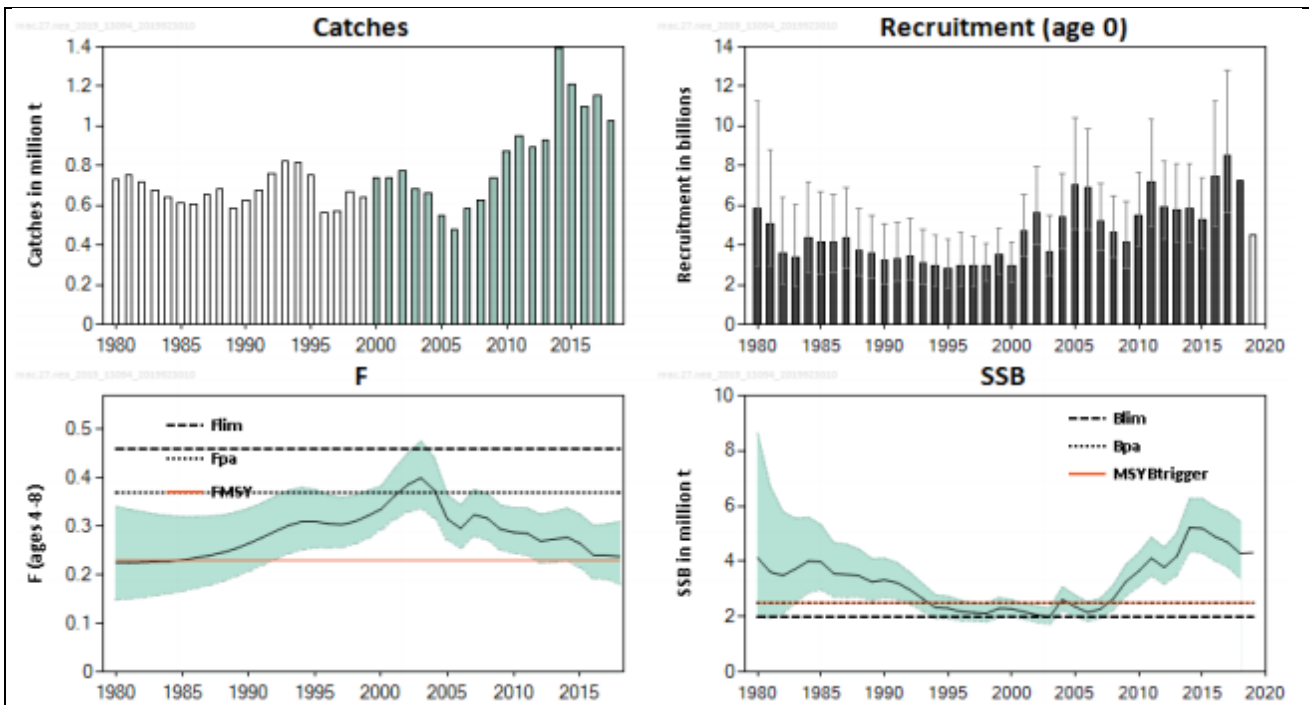 Catches
Catches in million t
1.4
1.2
1
0.8
0.6
0.4
0.2
0
1980 1985 1990 1995 2000 2005 2010 2015
Recruitment (age 0)
Recruitment in billions
14
12
10
8
6
4
2
0
1980 1985 1990 1995 2000 2005 2010 2015 2020
F
F (ages 4-8)
0.5
0.4
0.3
0.2
0.1
0
Flim
Fpa
FMSY
1980 1985 1990 1995 2000 2005 2010 2015
SSB
SSB in million t
10
8
6
4
2
0
Blim
Bpa
MSY Btrigger
1980 1985 1990 1995 2000 2005 2010 2015 2020